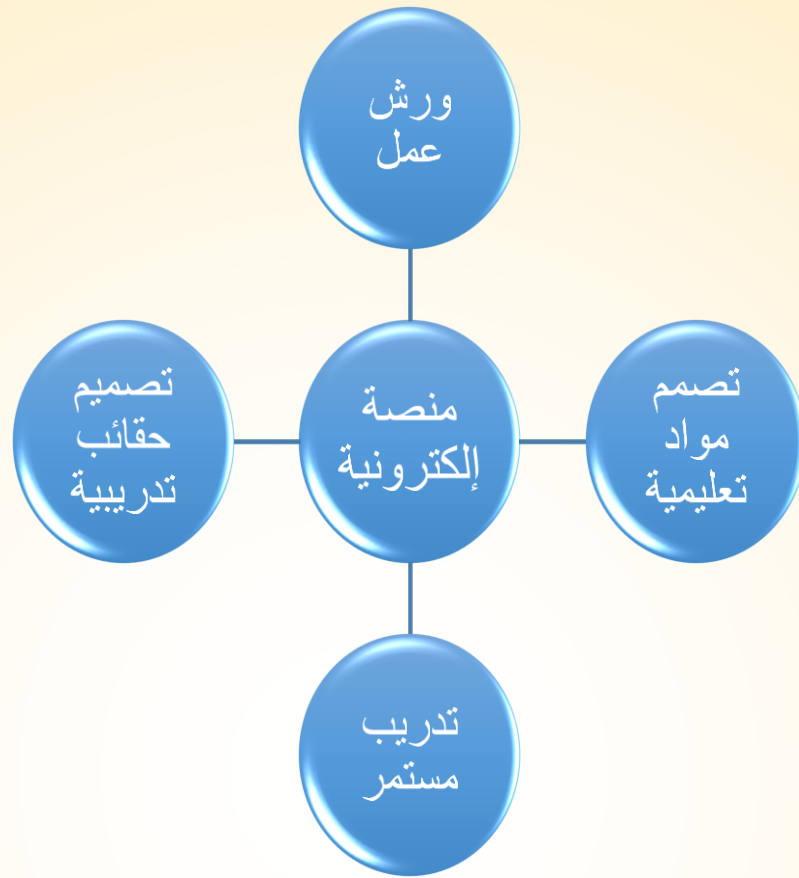 ورش
عمل
تصمم
مواد
تعليمية
منصة
إلكترونية
تصميم
حقائب
تدريبية
تدريب
مستمر